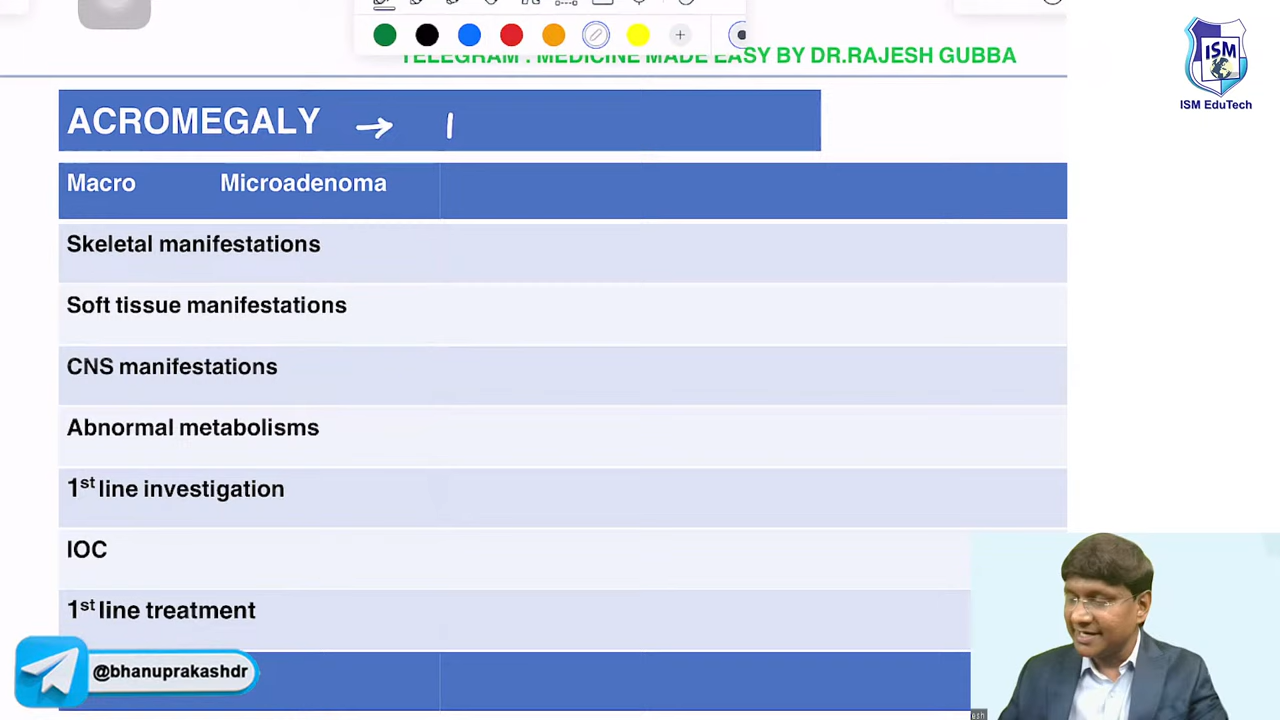 TELEGRAM : MEDICINE MADE EASY BY DR.RAJESH GUBBA
ISM
ISM EduTech
ACROMEGALY →
Macro Microadenoma
Skeletal manifestations
Soft tissue manifestations
CNS manifestations
Abnormal metabolisms
1st line investigation
IOC
1st line treatment
@bhanuprakashdr